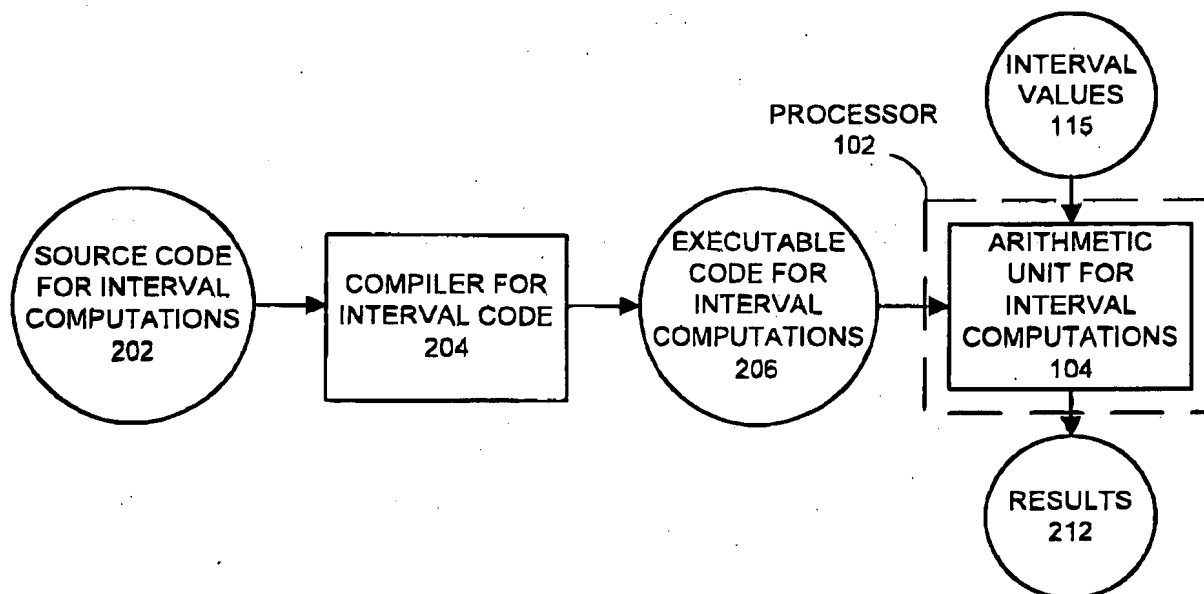 SOURCE CODE
FOR INTERVAL
COMPUTATIONS
202
COMPILER FOR
INTERVAL CODE
204
EXECUTABLE
CODE FOR
INTERVAL
COMPUTATIONS
206
PROCESSOR
102
INTERVAL
VALUES
115
ARITHMETIC
UNIT FOR
INTERVAL
COMPUTATIONS
104
RESULTS
212